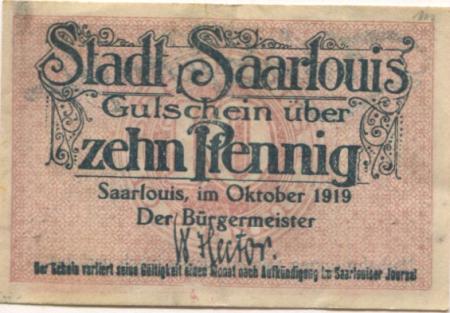 Stadt Saarlouis
Gutschein über
zehn Pfennig
Saarlouis, im Oktober 1919
Der Bürgermeister
Hector.
Der Schein verliert seine Gültigkeit einen Monat nach Aufkündigung im Saarlouiser Journal